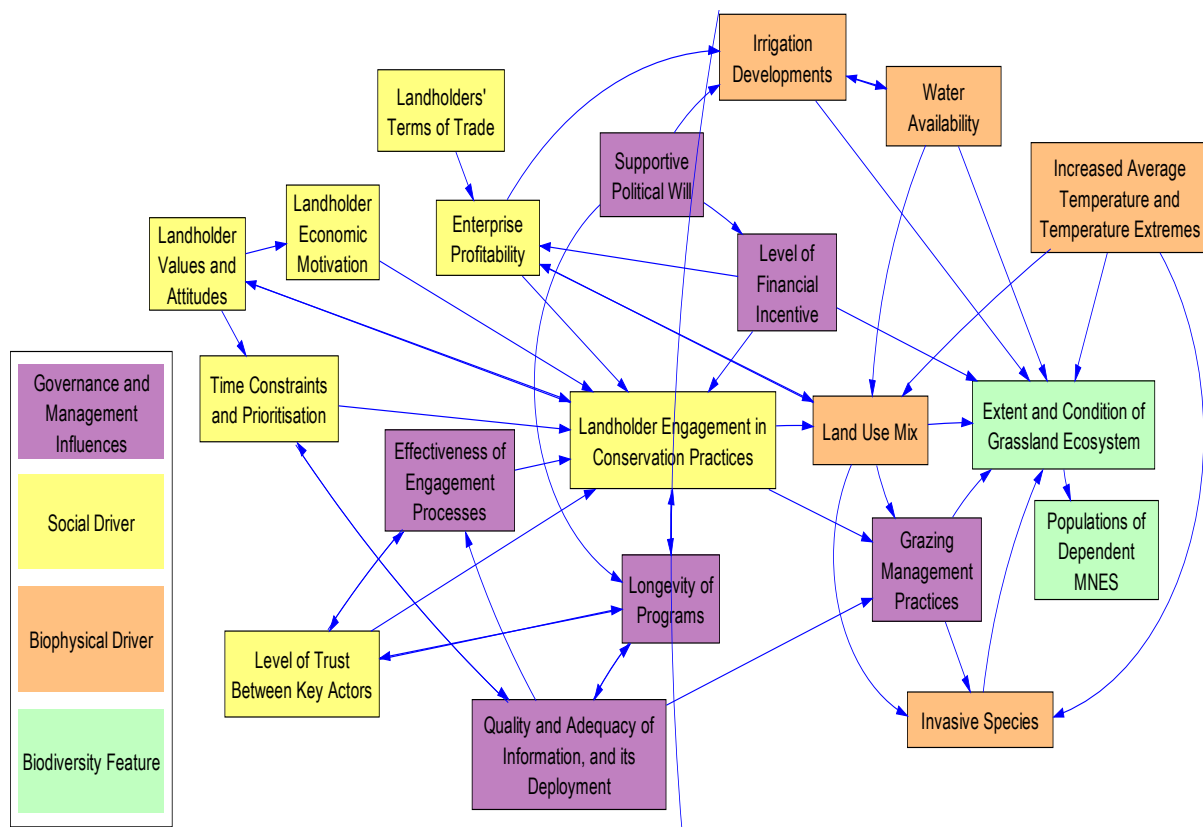 Irrigation
Developments
Water
Availability
Landholders'
Terms of Trade
Supportive
Political Will
Increased Average
Temperature and
Temperature Extremes
Landholder
Economic
Motivation
Enterprise
Profitability
Landholder
Values and
Attitudes
Level of
Financial
Incentive
Governance and
Management
Influences
Social Driver
Biophysical Driver
Biodiversity Feature
Time Constraints
and Prioritisation
Effectiveness of
Engagement
Processes
Landholder Engagement in
Conservation Practices
Land Use Mix
Extent and Condition of
Grassland Ecosystem
Populations of
Dependent
MNES
Grazing
Management
Practices
Longevity of
Programs
Level of Trust
Between Key Actors
Quality and Adequacy of
Information, and its
Deployment
Invasive Species